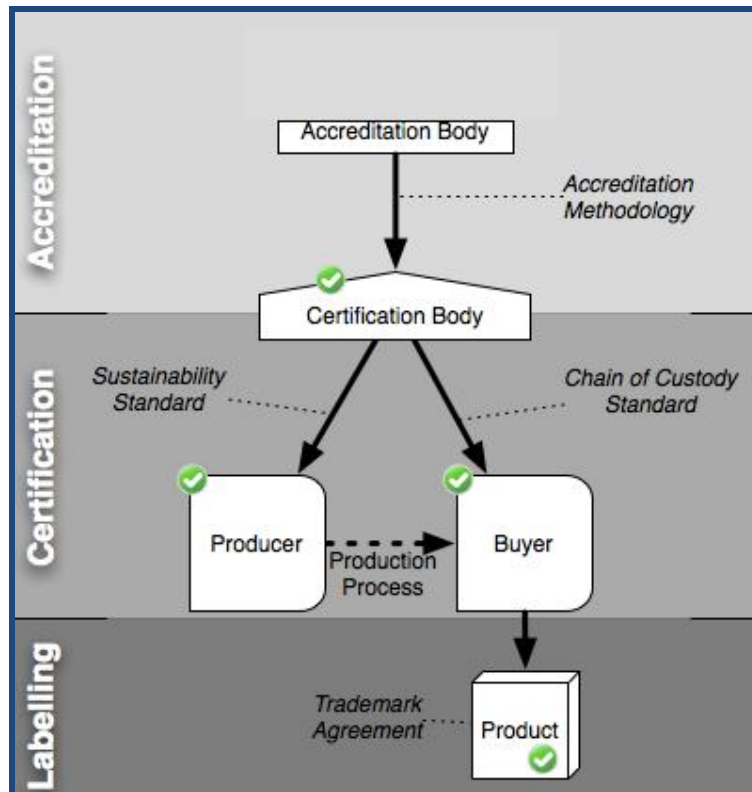 Accreditation
Accreditation Body
Accreditation
Methodology
Certification Body
Certification
Sustainability
Standard
Chain of Custody
Standard
Producer
Production
Process
Buyer
Labelling
Trademark
Agreement
Product